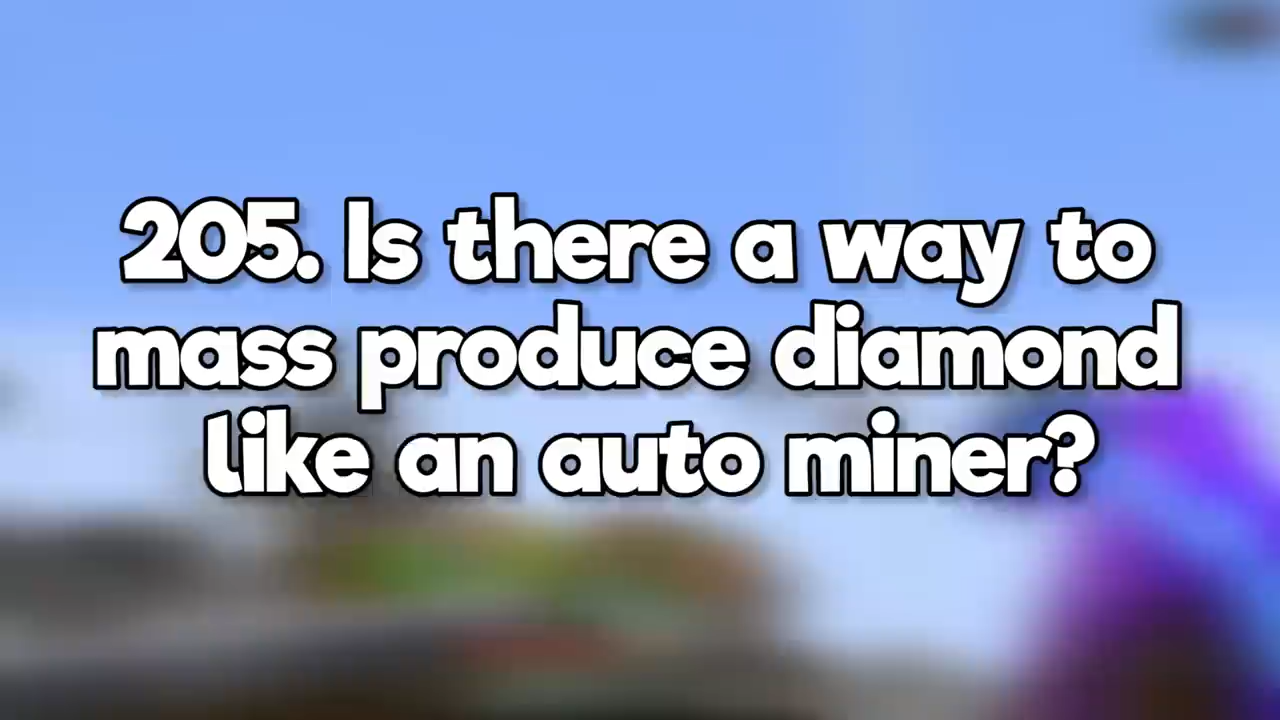 205. Is there a way to
mass produce diamond
like an auto miner?